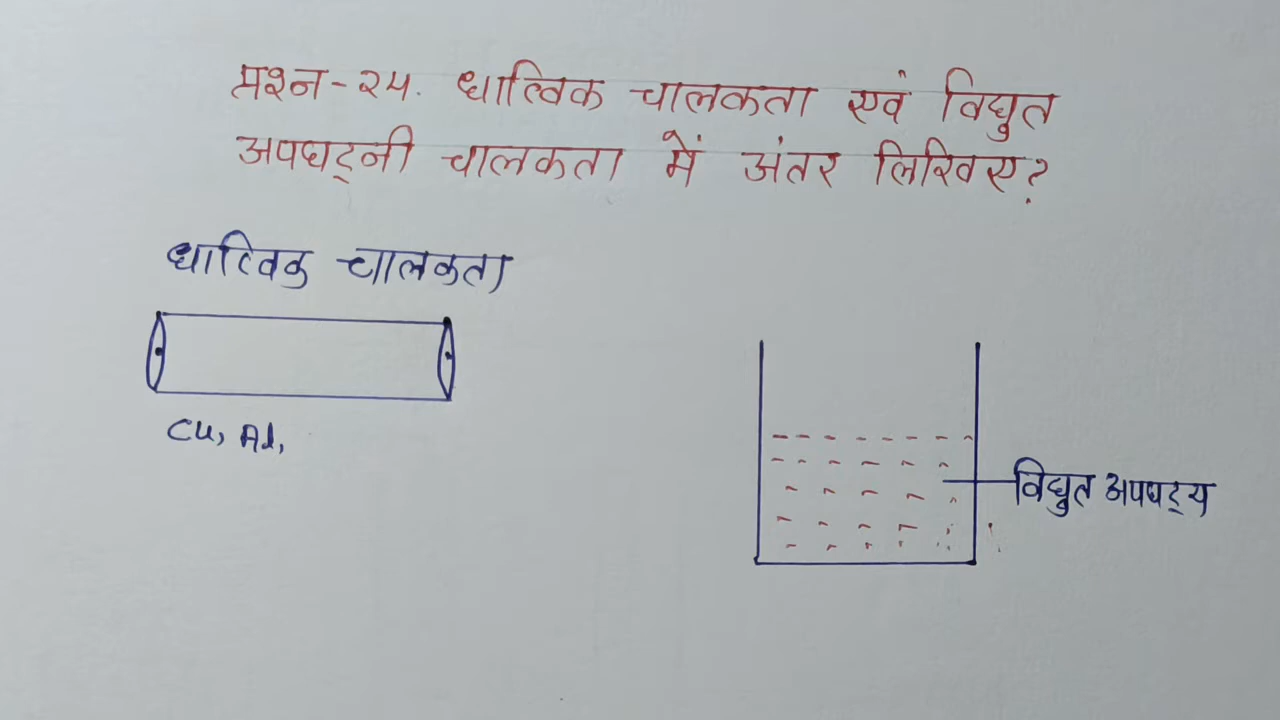 प्रश्न-२५. धात्विक चालकता एवं विद्युत
अपघट्नी चालकता में अंतर लिखिए?
धात्विक चालकता
Cu, Al,
विद्युत अपघट्य